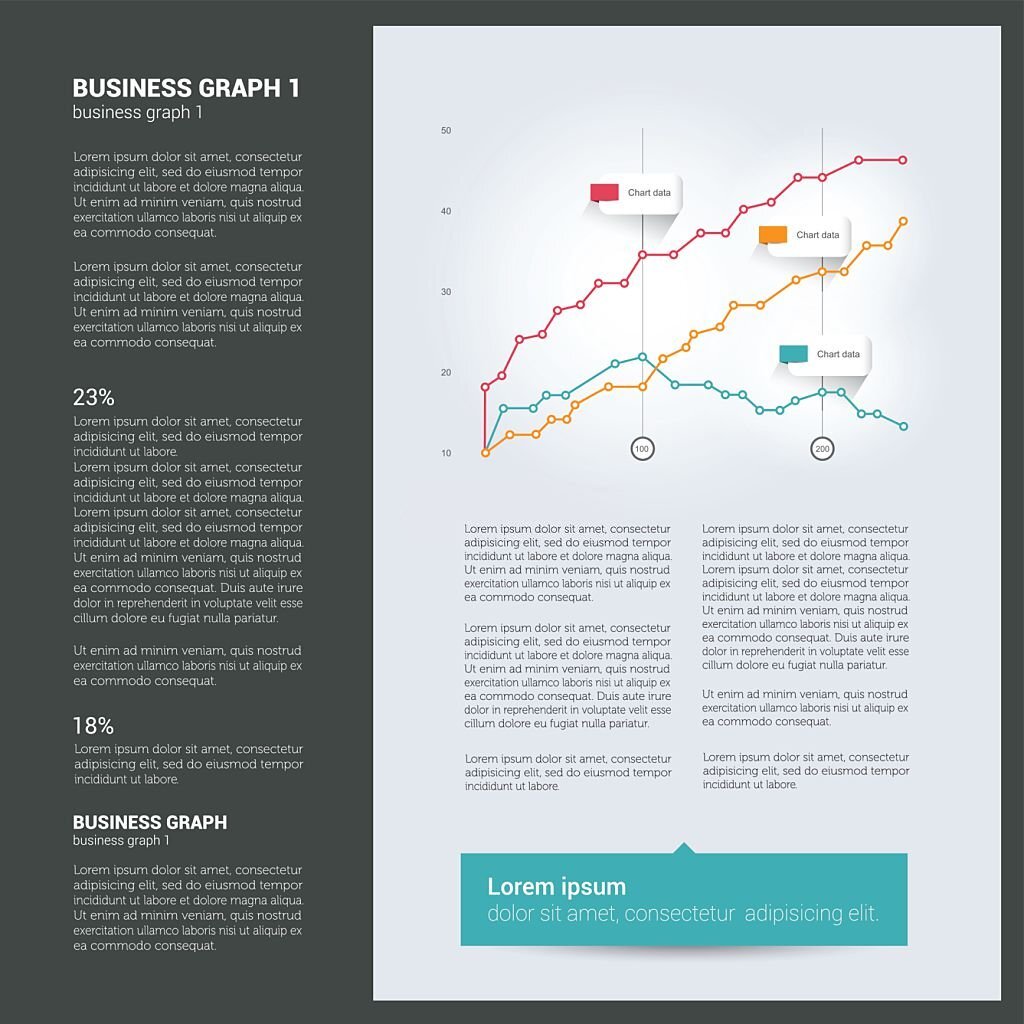 BUSINESS GRAPH 1
business graph 1
Lorem ipsum dolor sit amet, consectetur
adipisicing elit, sed do eiusmod tempor
incididunt ut labore et dolore magna aliqua.
Ut enim ad minim veniam, quis nostrud
exercitation ullamco laboris nisi ut aliquip ex
ea commodo consequat.
Lorem ipsum dolor sit amet, consectetur
adipisicing elit, sed do eiusmod tempor
incididunt ut labore et dolore magna aliqua.
Ut enim ad minim veniam, quis nostrud
exercitation ullamco laboris nisi ut aliquip ex
ea commodo consequat.
23%
Lorem ipsum dolor sit amet, consectetur
adipisicing elit, sed do eiusmod tempor
incididunt ut labore.
Lorem ipsum dolor sit amet, consectetur
adipisicing elit, sed do eiusmod tempor
incididunt ut labore et dolore magna aliqua.
Lorem ipsum dolor sit amet, consectetur
adipisicing elit, sed do eiusmod tempor
incididunt ut labore et dolore magna aliqua.
Ut enim ad minim veniam, quis nostrud
exercitation ullamco laboris nisi ut aliquip ex
ea commodo consequat. Duis aute irure
dolor in reprehenderit in voluptate velit esse
cillum dolore eu fugiat nulla pariatur.
Ut enim ad minim veniam, quis nostrud
exercitation ullamco laboris nisi ut aliquip ex
ea commodo consequat.
18%
Lorem ipsum dolor sit amet, consectetur
adipisicing elit, sed do eiusmod tempor
incididunt ut labore.
BUSINESS GRAPH
business graph 1
Lorem ipsum dolor sit amet, consectetur
adipisicing elit, sed do eiusmod tempor
incididunt ut labore et dolore magna aliqua.
Ut enim ad minim veniam, quis nostrud
exercitation ullamco laboris nisi ut aliquip ex
ea commodo consequat.
50
40
30
20
10
Chart data
Chart data
Chart data
100
200
Lorem ipsum dolor sit amet, consectetur
adipisicing elit, sed do eiusmod tempor
incididunt ut labore et dolore magna aliqua.
Ut enim ad minim veniam, quis nostrud
exercitation ullamco laboris nisi ut aliquip ex
ea commodo consequat.
Lorem ipsum dolor sit amet, consectetur
adipisicing elit, sed do eiusmod tempor
incididunt ut labore et dolore magna aliqua.
Ut enim ad minim veniam, quis nostrud
exercitation ullamco laboris nisi ut aliquip ex
ea commodo consequat. Duis aute irure
dolor in reprehenderit in voluptate velit esse
cillum dolore eu fugiat nulla pariatur.
Lorem ipsum dolor sit amet, consectetur
adipisicing elit, sed do eiusmod tempor
incididunt ut labore.
Lorem ipsum dolor sit amet, consectetur
adipisicing elit, sed do eiusmod tempor
incididunt ut labore et dolore magna aliqua.
Lorem ipsum dolor sit amet, consectetur
adipisicing elit, sed do eiusmod tempor
incididunt ut labore et dolore magna aliqua.
Ut enim ad minim veniam, quis nostrud
exercitation ullamco laboris nisi ut aliquip ex
ea commodo consequat. Duis aute irure
dolor in reprehenderit in voluptate velit esse
cillum dolore eu fugiat nulla pariatur.
Ut enim ad minim veniam, quis nostrud
exercitation ullamco laboris nisi ut aliquip ex
ea commodo consequat.
Lorem ipsum dolor sit amet, consectetur
adipisicing elit, sed do eiusmod tempor
incididunt ut labore.
Lorem ipsum
dolor sit amet, consectetur adipisicing elit.